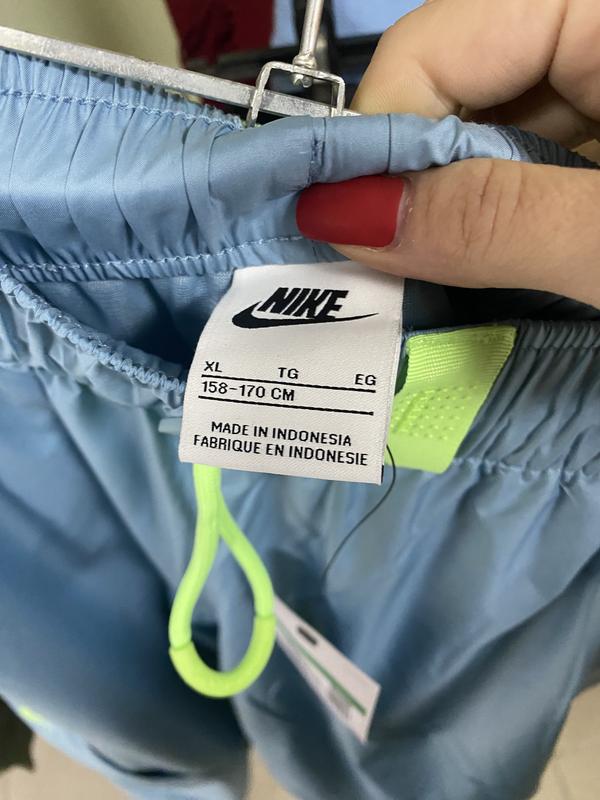 NIKE
XL TG EG
158-170 CM
MADE IN INDONESIA
FABRIQUE EN INDONESIE